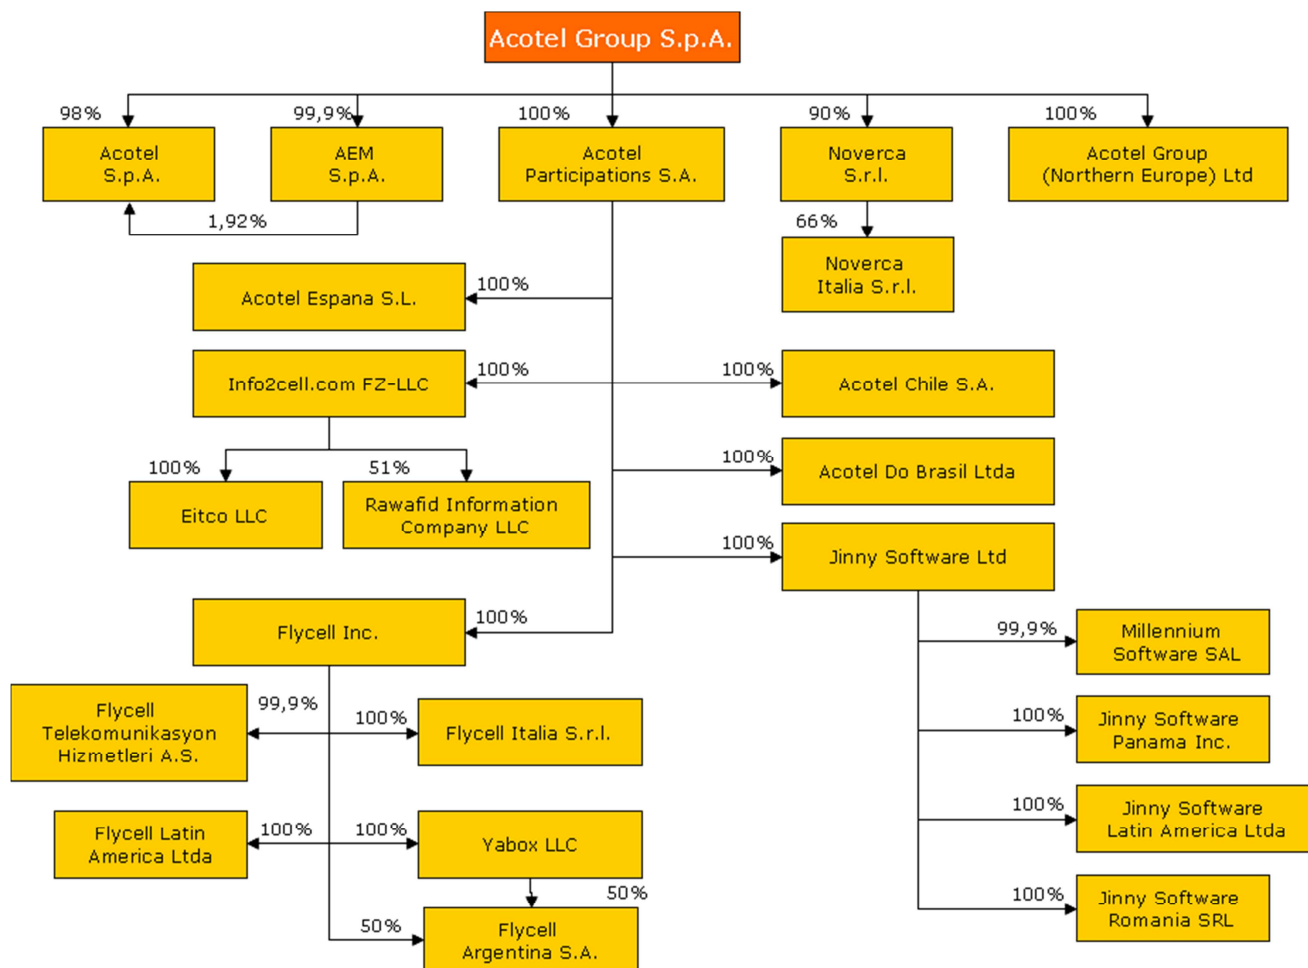 Acotel Group S.p.A.
98%
99,9%
100%
90%
100%
Acotel
S.p.A.
AEM
S.p.A.
Acotel
Participations S.A.
Noverca
S.r.l.
Acotel Group
(Northern Europe) Ltd
1,92%
66%
Noverca
Italia S.r.l.
Acotel Espana S.L.
100%
Info2cell.com FZ-LLC
100%
100%
Acotel Chile S.A.
100%
51%
Eitco LLC
Rawafid Information
Company LLC
100%
Acotel Do Brasil Ltda
100%
Jinny Software Ltd
Flycell Inc.
100%
99,9%
Millennium
Software SAL
Flycell
Telekomunikasyon
Hizmetleri A.S.
99,9%
100%
Flycell Italia S.r.l.
100%
Jinny Software
Panama Inc.
Flycell Latin
America Ltda
100%
100%
Yabox LLC
100%
Jinny Software
Latin America Ltda
50%
50%
Flycell
Argentina S.A.
100%
Jinny Software
Romania SRL